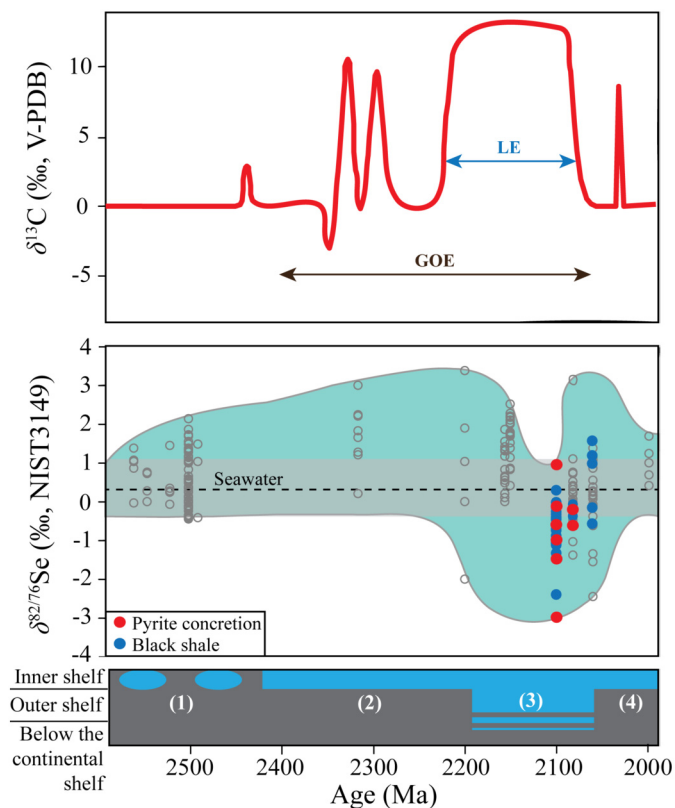 δ13C (‰, V-PDB)
10
5
0
-5
LE
GOE
δ82/76Se (‰, NIST3149)
4
3
2
1
0
-1
-2
-3
-4
Seawater
Pyrite concretion
Black shale
Inner shelf
Outer shelf
Below the
continental
shelf
(1)
(2)
(3)
(4)
2500
2400
2300
2200
2100
2000
Age (Ma)